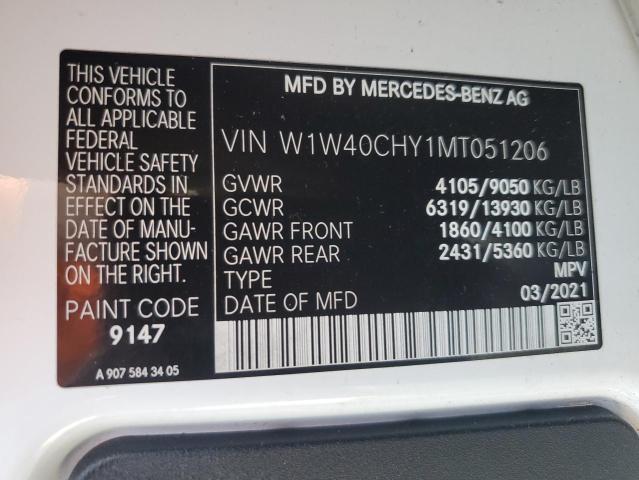 THIS VEHICLE
CONFORMS TO
ALL APPLICABLE
FEDERAL
VEHICLE SAFETY
STANDARDS IN
EFFECT ON THE
DATE OF MANU-
FACTURE SHOWN
ON THE RIGHT.
PAINT CODE
9147
A 907 584 34 05
MFD BY MERCEDES-BENZ AG
VIN W1W40CHY1MT051206
GVWR 4105/9050 KG/LB
GCWR 6319/13930 KG/LB
GAWR FRONT 1860/4100 KG/LB
GAWR REAR 2431/5360 KG/LB
TYPE MPV
DATE OF MFD 03/2021